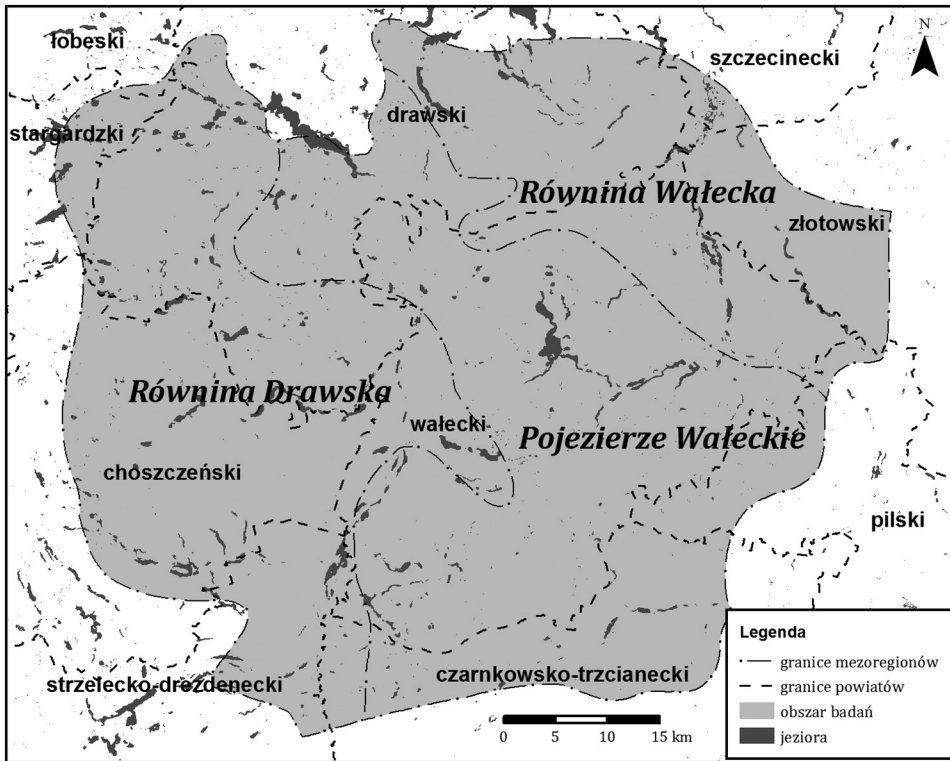 łobeski
N
szczecinecki
drawski
stargardzki
Równina Wałecka
złotowski
Równina Drawska
wałecki
Pojezierze Wałeckie
choszczeński
pilski
strzelecko-drezdenecki
czarnkowsko-trzcianecki
0 5 10 15 km
Legenda
granice mezoregionów
granice powiatów
obszar badań
jeziora